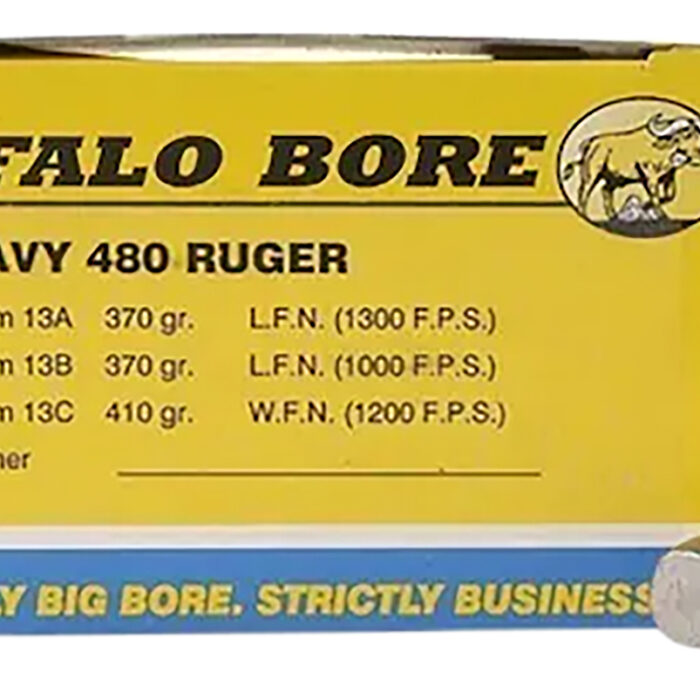 FALO BORE
AVY 480 RUGER
m 13A 370 gr. L.F.N. (1300 F.P.S.)
m 13B 370 gr. L.F.N. (1000 F.P.S.)
m 13C 410 gr. W.F.N. (1200 F.P.S.)
her
LY BIG BORE. STRICTLY BUSINESS